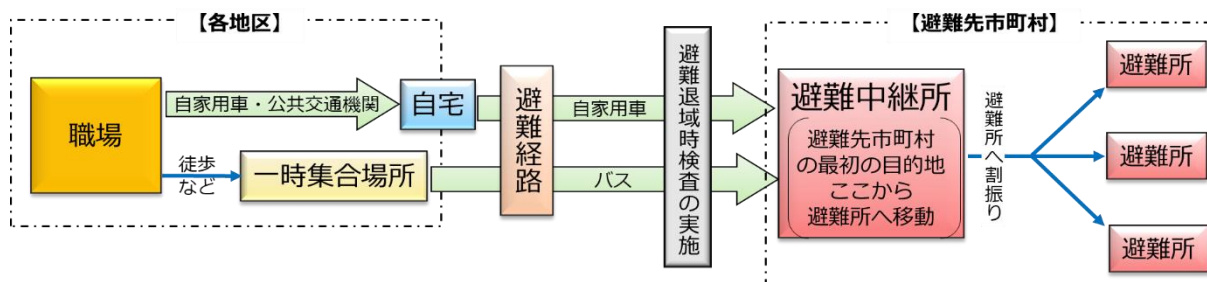 【各地区】
職場
自家用車・公共交通機関
自宅
徒歩
など
一時集合場所
避難経路
自家用車
バス
避難退域時検査の実施
【避難先市町村】
避難中継所
避難先市町村
の最初の目的地
ここから
避難所へ移動
避難所へ割振り
避難所
避難所
避難所